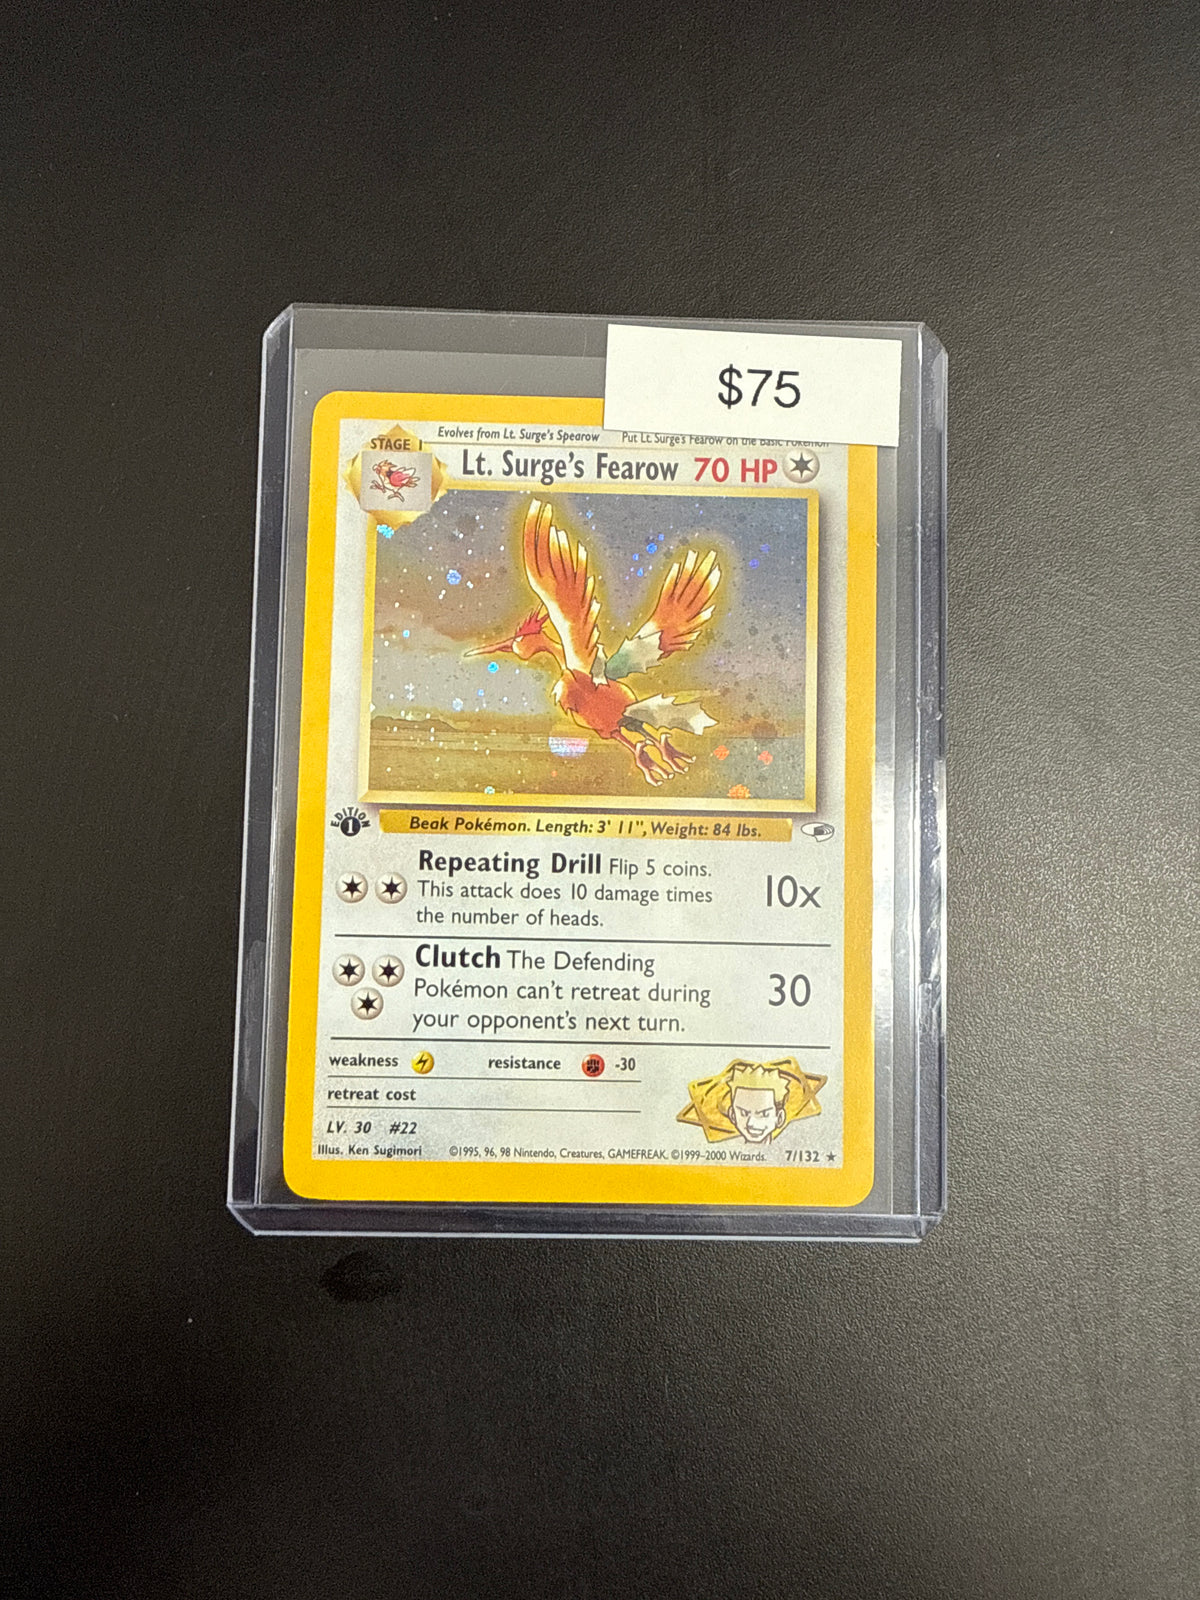 $75
Evolves from Lt. Surge's Spearow Put Lt. Surge's Fearow on the Basic Pokémon
STAGE 1
Lt. Surge's Fearow 70 HP
EDITION
1
Beak Pokémon. Length: 3' 11", Weight: 84 lbs.
Repeating Drill Flip 5 coins.
This attack does 10 damage times
the number of heads.
10x
Clutch The Defending
Pokémon can't retreat during
your opponent's next turn.
30
weakness resistance -30
retreat cost
LV. 30 #22
Illus. Ken Sugimori ©1995, 96, 98 Nintendo, Creatures, GAMEFREAK. ©1999-2000 Wizards. 7/132 ★